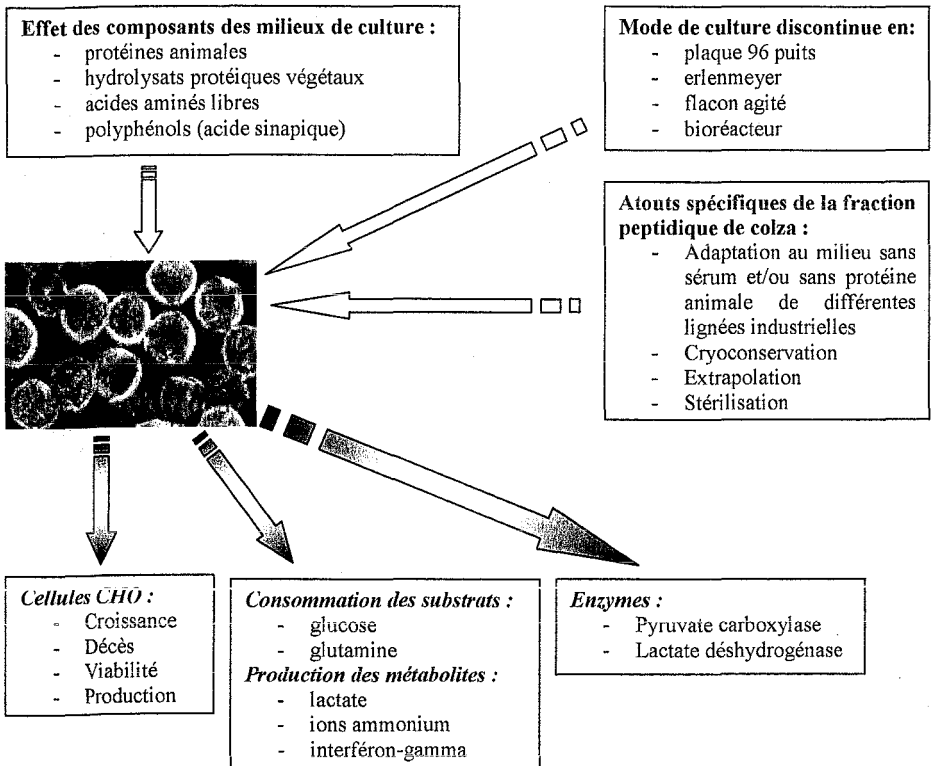 Effet des composants des milieux de culture :
- protéines animales
- hydrolysats protéiques végétaux
- acides aminés libres
- polyphénols (acide sinapique)
Mode de culture discontinue en:
- plaque 96 puits
- erlenmeyer
- flacon agité
- bioréacteur
Atouts spécifiques de la fraction
peptidique de colza :
- Adaptation au milieu sans
sérum et/ou sans protéine
animale de différentes
lignées industrielles
- Cryoconservation
- Extrapolation
- Stérilisation
Cellules CHO :
- Croissance
- Décès
- Viabilité
- Production
Consommation des substrats :
- glucose
- glutamine
Production des métabolites :
- lactate
- ions ammonium
- interféron-gamma
Enzymes :
- Pyruvate carboxylase
- Lactate déshydrogénase